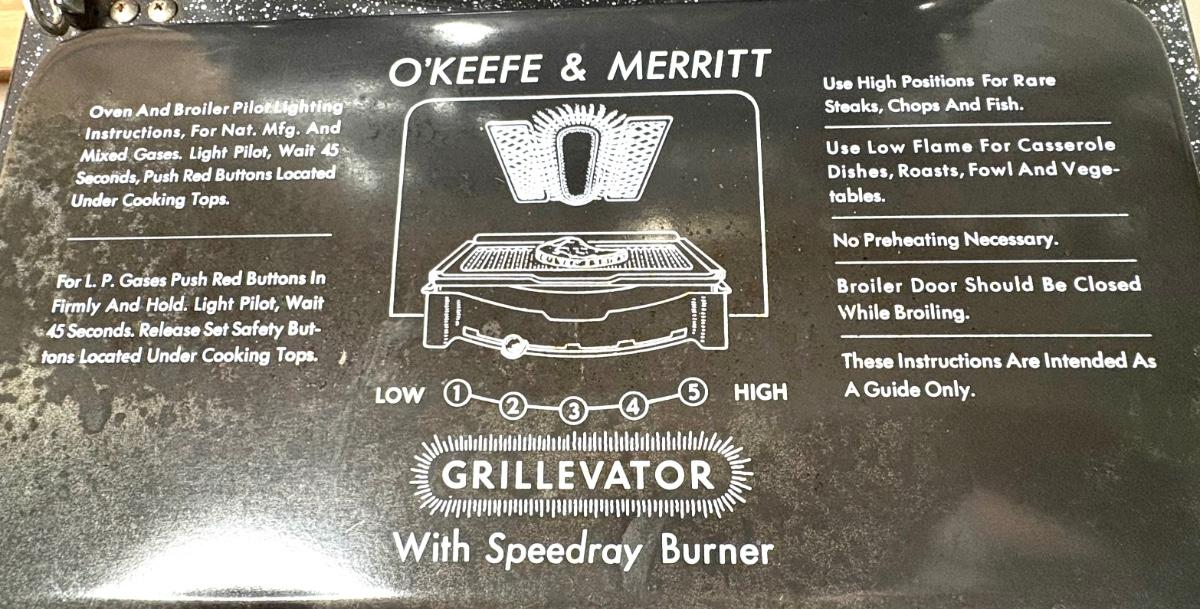 O'KEEFE & MERRITT
Oven And Broiler Pilot Lighting
Instructions, For Nat. Mfg. And
Mixed Gases. Light Pilot, Wait 45
Seconds, Push Red Buttons Located
Under Cooking Tops.
For L. P. Gases Push Red Buttons In
Firmly And Hold. Light Pilot, Wait
45 Seconds. Release Set Safety But-
tons Located Under Cooking Tops.
Use High Positions For Rare
Steaks, Chops And Fish.
Use Low Flame For Casserole
Dishes, Roasts, Fowl And Vege-
tables.
No Preheating Necessary.
Broiler Door Should Be Closed
While Broiling.
These Instructions Are Intended As
A Guide Only.
LOW 1 2 3 4 5 HIGH
GRILLEVATOR
With Speedray Burner